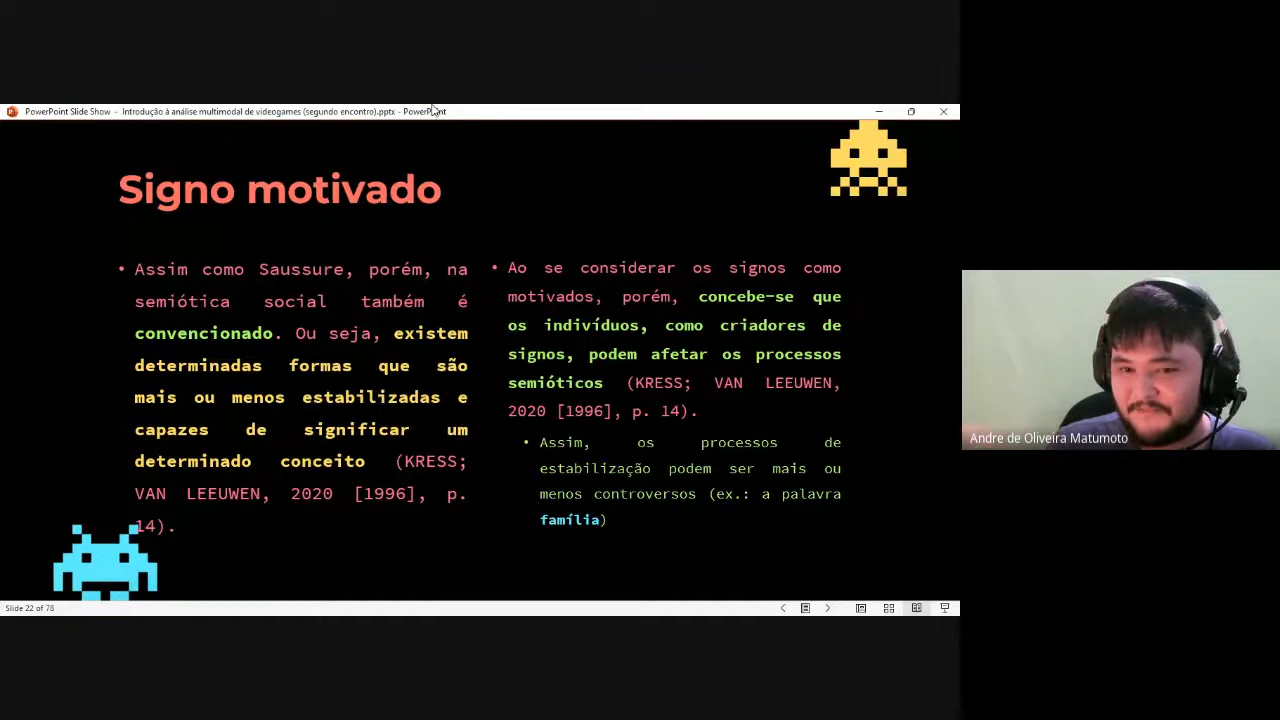 PowerPoint Slide Show - Introdução à análise multimodal de videogames (segundo encontro).pptx - PowerPoint
Signo motivado
• Assim como Saussure, porém, na
semiótica social também é
convencionado. Ou seja, existem
determinadas formas que são
mais ou menos estabilizadas e
capazes de significar um
determinado conceito (KRESS;
VAN LEEUWEN, 2020 [1996], p.
14).
• Ao se considerar os signos como
motivados, porém, concebe-se que
os indivíduos, como criadores de
signos, podem afetar os processos
semióticos (KRESS; VAN LEEUWEN,
2020 [1996], p. 14).
• Assim, os processos de
estabilização podem ser mais ou
menos controversos (ex.: a palavra
família)
Andre de Oliveira Matumoto
Slide 22 of 78